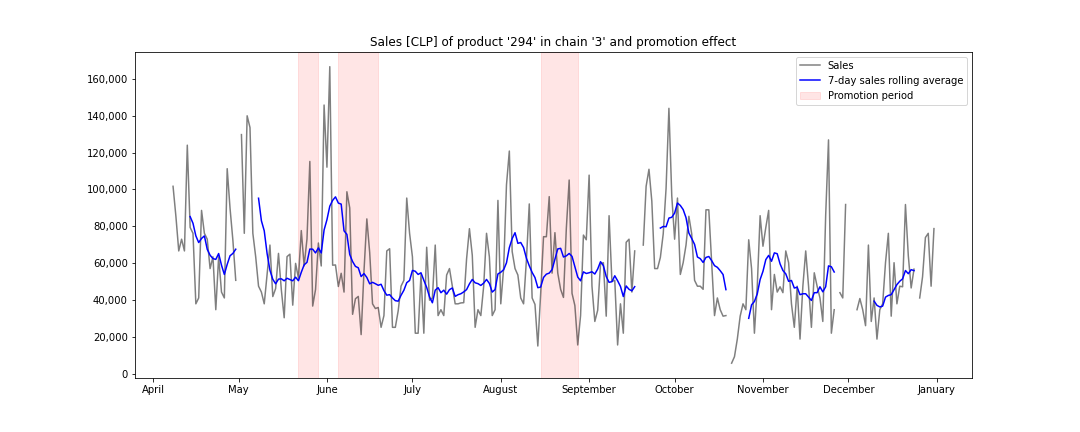 Sales [CLP] of product '294' in chain '3' and promotion effect
Sales
7-day sales rolling average
Promotion period
160,000
140,000
120,000
100,000
80,000
60,000
40,000
20,000
0
April May June July August September October November December January